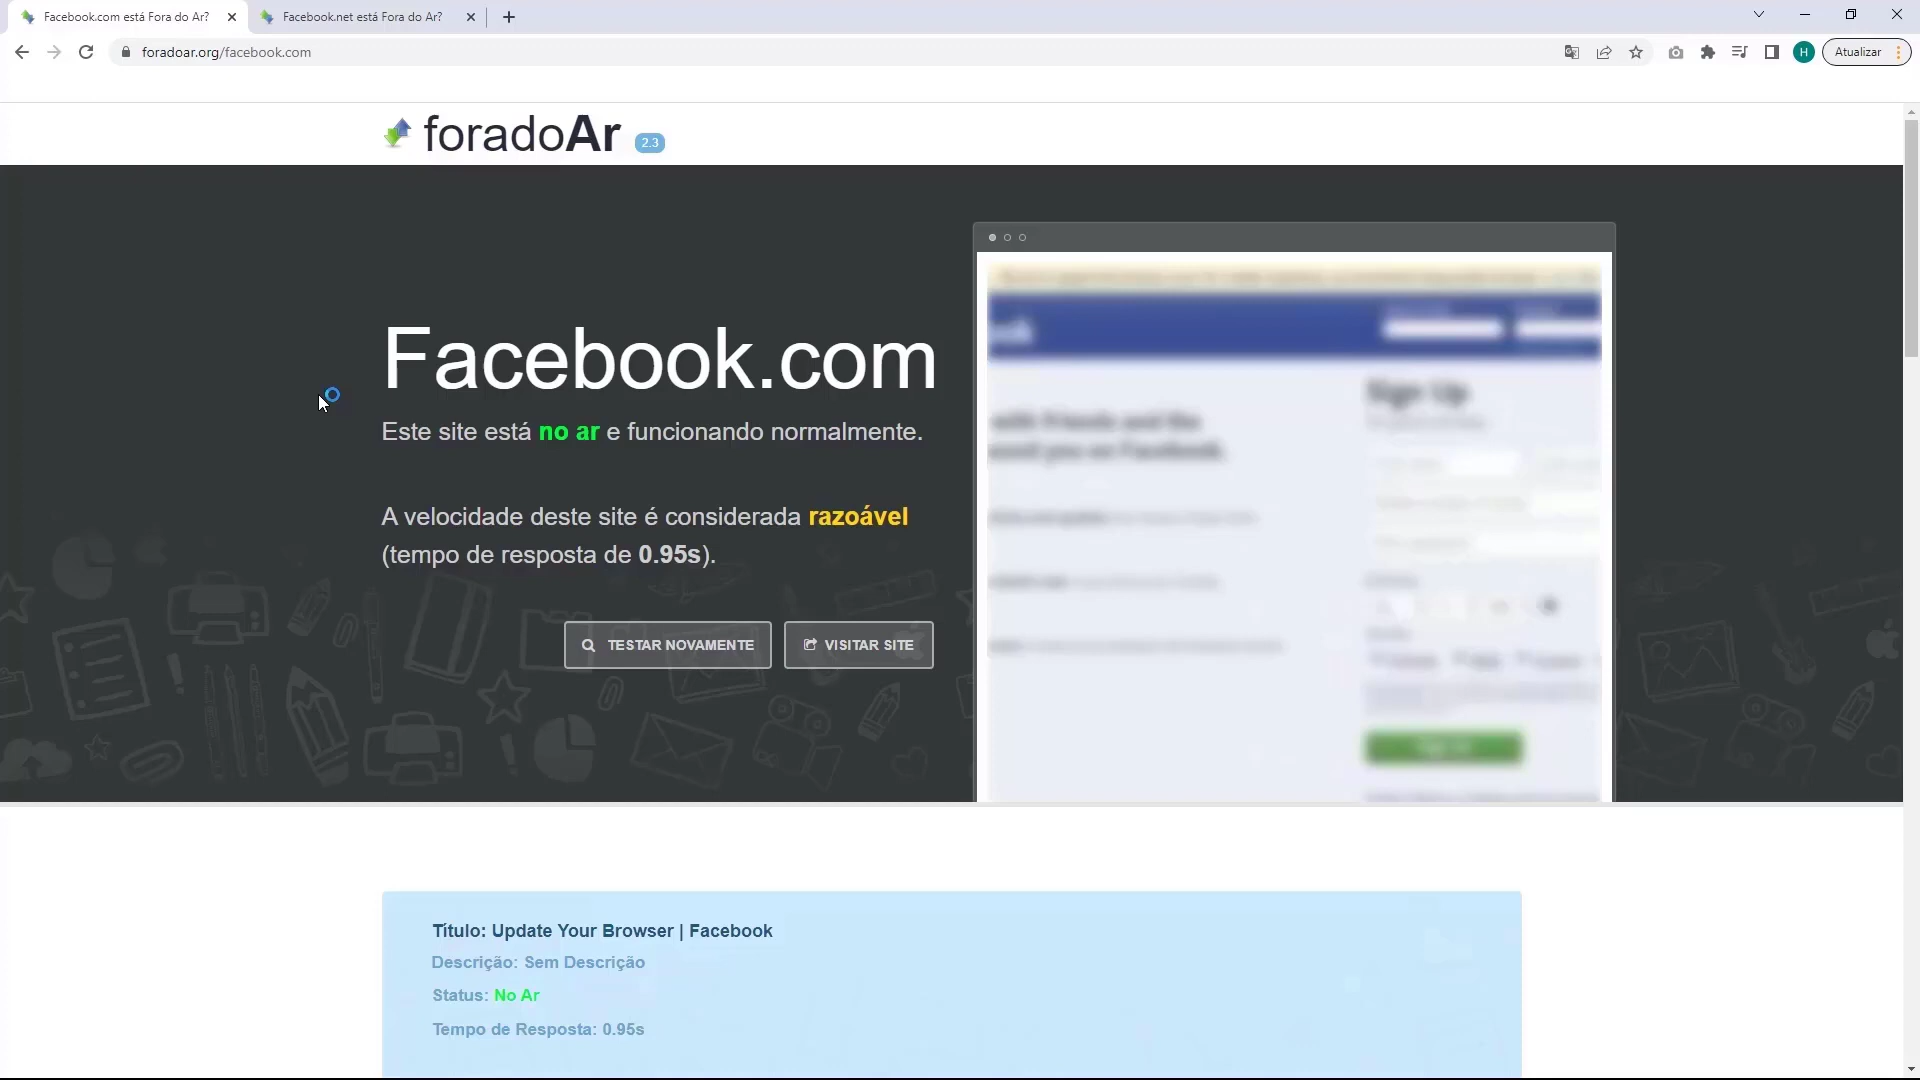 Facebook.com está Fora do Ar?
Facebook.net está Fora do Ar?
foradoar.org/facebook.com
H
Atualizar
foradoAr 2.3
Facebook.com
Este site está no ar e funcionando normalmente.
A velocidade deste site é considerada razoável
(tempo de resposta de 0.95s).
TESTAR NOVAMENTE
VISITAR SITE
Sign Up
Título: Update Your Browser | Facebook
Descrição: Sem Descrição
Status: No Ar
Tempo de Resposta: 0.95s